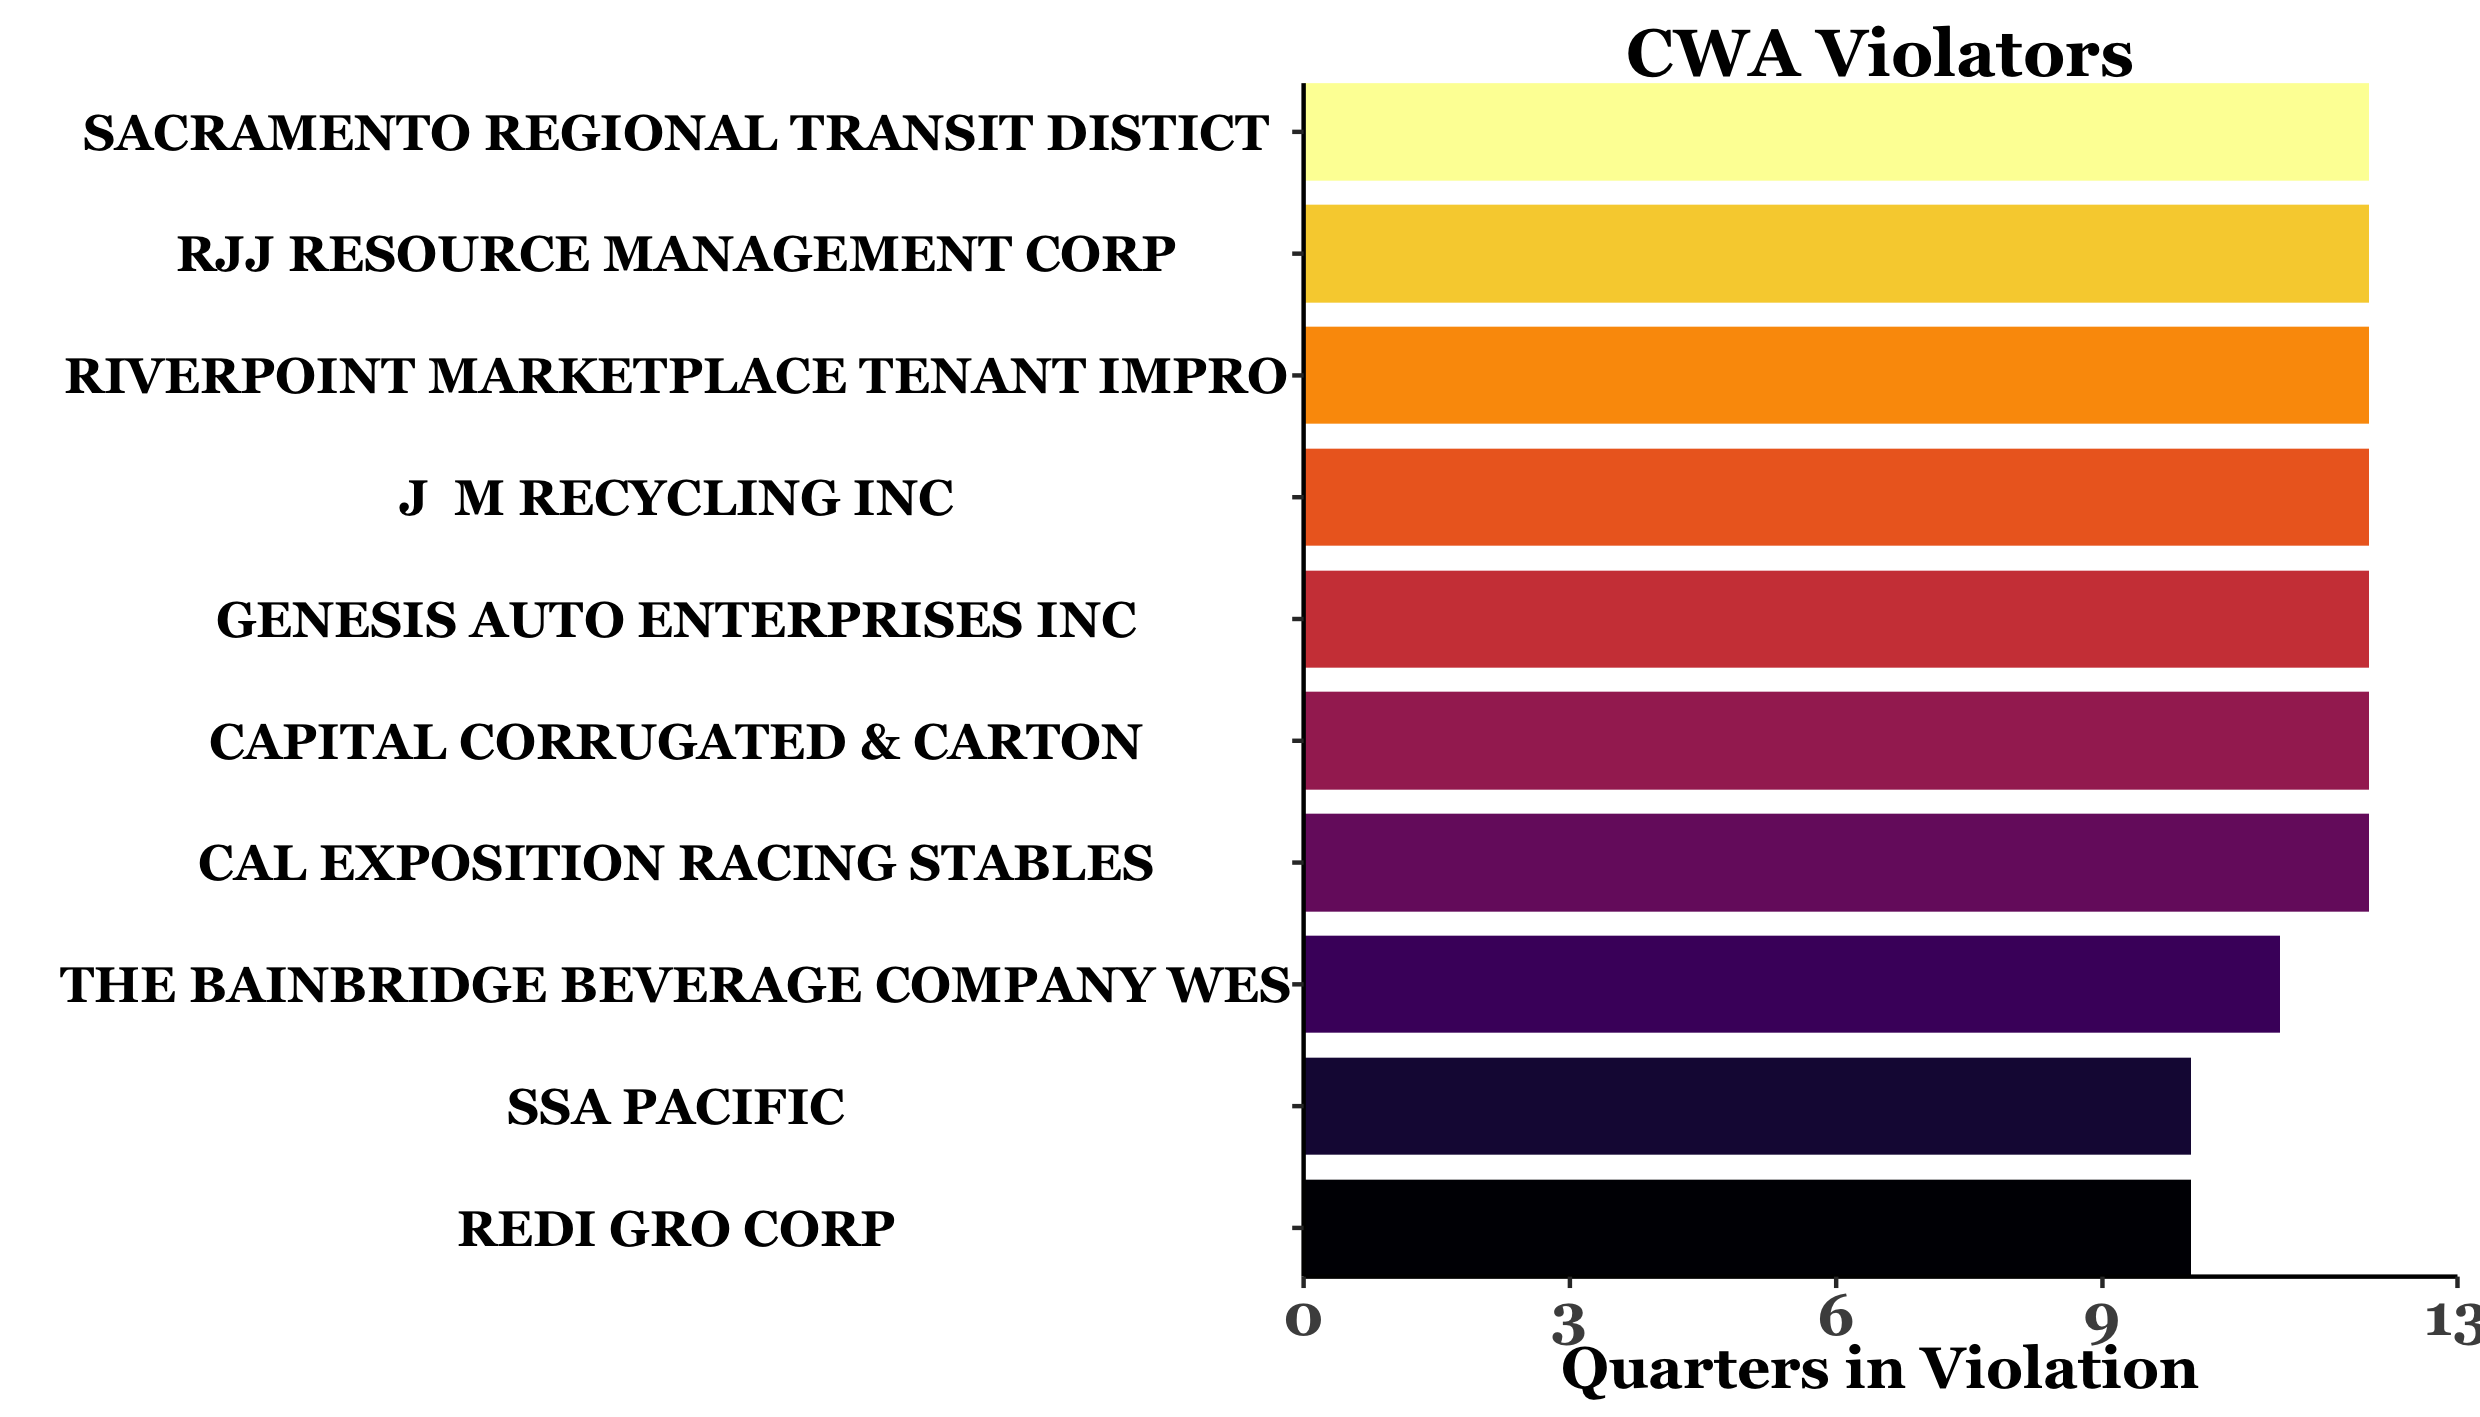 CWA Violators
SACRAMENTO REGIONAL TRANSIT DISTICT
RJJ RESOURCE MANAGEMENT CORP
RIVERPOINT MARKETPLACE TENANT IMPRO
J  M RECYCLING INC
GENESIS AUTO ENTERPRISES INC
CAPITAL CORRUGATED & CARTON
CAL EXPOSITION RACING STABLES
THE BAINBRIDGE BEVERAGE COMPANY WES
SSA PACIFIC
REDI GRO CORP
0 3 6 9 13
Quarters in Violation